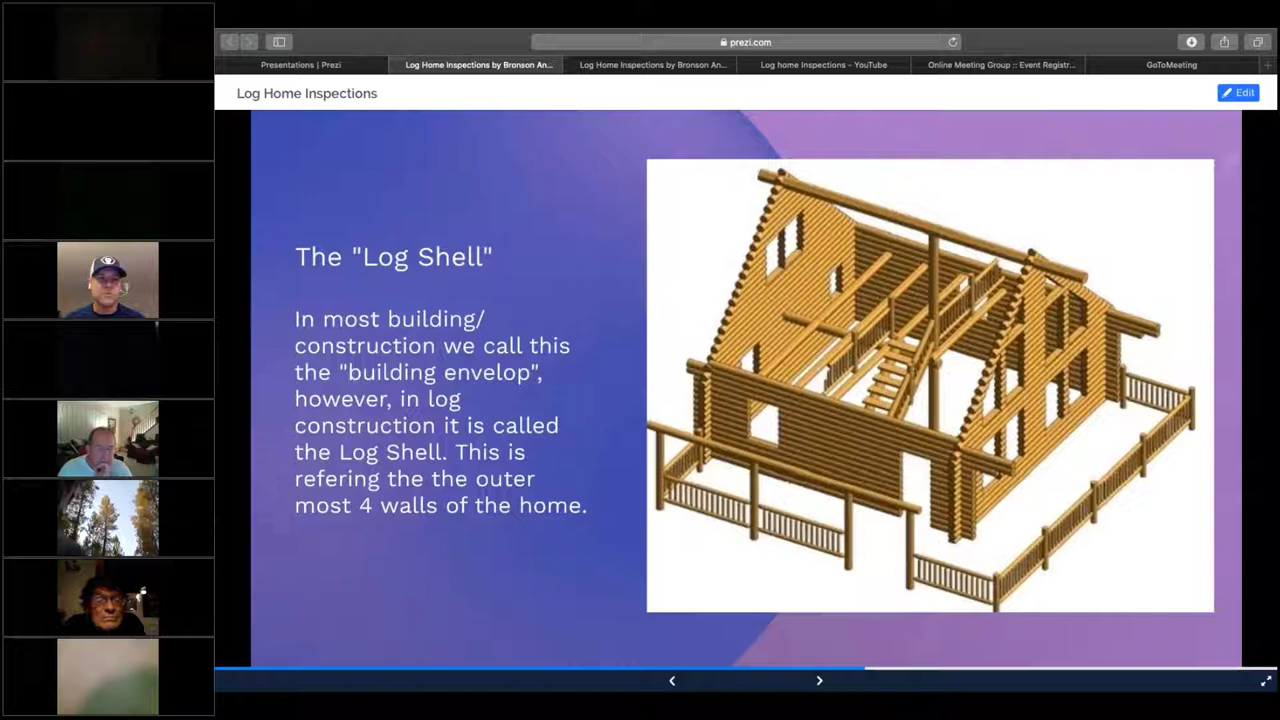 prezi.com
Presentations | Prezi
Log Home Inspections by Bronson An...
Log Home Inspections by Bronson An...
Log home Inspections - YouTube
Online Meeting Group :: Event Registr...
GoToMeeting
Log Home Inspections
Edit
The "Log Shell"
In most building/
construction we call this
the "building envelop",
however, in log
construction it is called
the Log Shell. This is
refering the the outer
most 4 walls of the home.